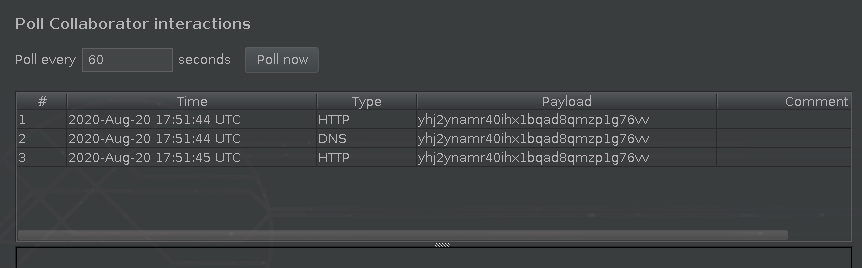 Poll Collaborator interactions
Poll every 60 seconds Poll now
# Time Type Payload Comment
1 2020-Aug-20 17:51:44 UTC HTTP yhj2ynamr40ihx1bqad8qmzp1g76vv
2 2020-Aug-20 17:51:44 UTC DNS yhj2ynamr40ihx1bqad8qmzp1g76vv
3 2020-Aug-20 17:51:45 UTC HTTP yhj2ynamr40ihx1bqad8qmzp1g76vv